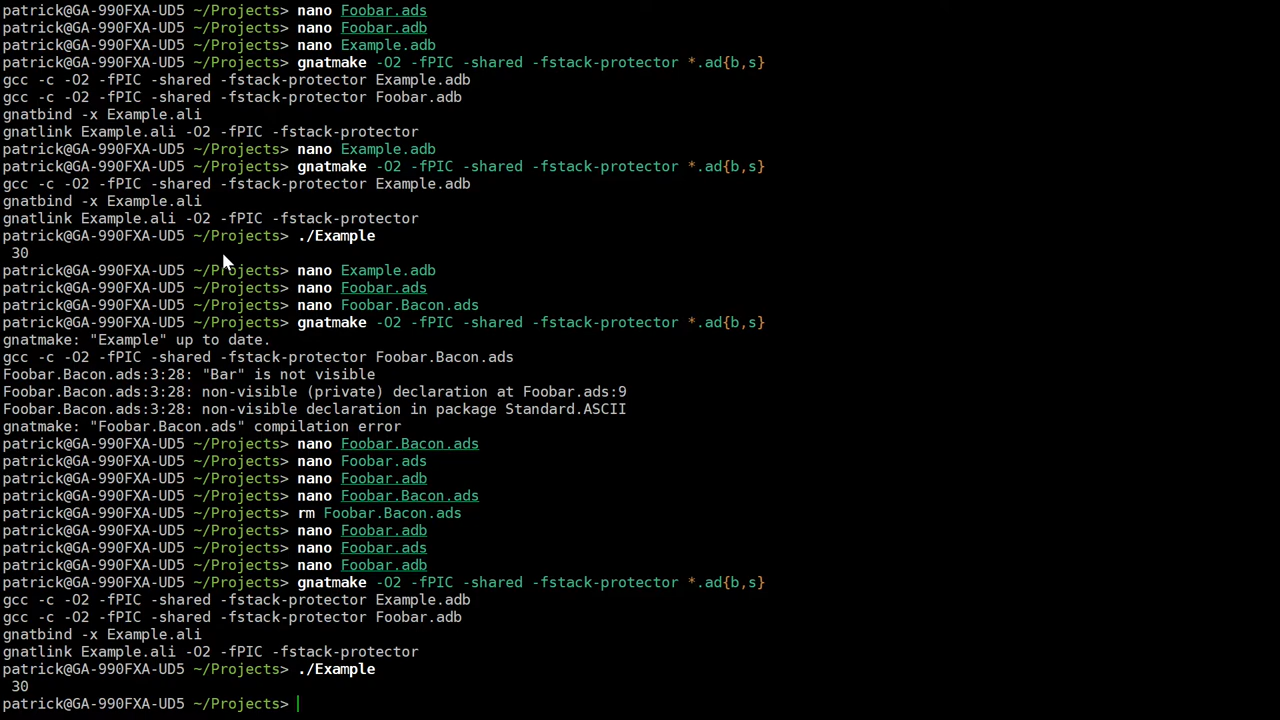 patrick@GA-990FXA-UD5 ~/Projects> nano Foobar.ads
patrick@GA-990FXA-UD5 ~/Projects> nano Foobar.adb
patrick@GA-990FXA-UD5 ~/Projects> nano Example.adb
patrick@GA-990FXA-UD5 ~/Projects> gnatmake -O2 -fPIC -shared -fstack-protector *.ad{b,s}
gcc -c -O2 -fPIC -shared -fstack-protector Example.adb
gcc -c -O2 -fPIC -shared -fstack-protector Foobar.adb
gnatbind -x Example.ali
gnatlink Example.ali -O2 -fPIC -fstack-protector
patrick@GA-990FXA-UD5 ~/Projects> nano Example.adb
patrick@GA-990FXA-UD5 ~/Projects> gnatmake -O2 -fPIC -shared -fstack-protector *.ad{b,s}
gcc -c -O2 -fPIC -shared -fstack-protector Example.adb
gnatbind -x Example.ali
gnatlink Example.ali -O2 -fPIC -fstack-protector
patrick@GA-990FXA-UD5 ~/Projects> ./Example
 30
patrick@GA-990FXA-UD5 ~/Projects> nano Example.adb
patrick@GA-990FXA-UD5 ~/Projects> nano Foobar.ads
patrick@GA-990FXA-UD5 ~/Projects> nano Foobar.Bacon.ads
patrick@GA-990FXA-UD5 ~/Projects> gnatmake -O2 -fPIC -shared -fstack-protector *.ad{b,s}
gnatmake: "Example" up to date.
gcc -c -O2 -fPIC -shared -fstack-protector Foobar.Bacon.ads
Foobar.Bacon.ads:3:28: "Bar" is not visible
Foobar.Bacon.ads:3:28: non-visible (private) declaration at Foobar.ads:9
Foobar.Bacon.ads:3:28: non-visible declaration in package Standard.ASCII
gnatmake: "Foobar.Bacon.ads" compilation error
patrick@GA-990FXA-UD5 ~/Projects> nano Foobar.Bacon.ads
patrick@GA-990FXA-UD5 ~/Projects> nano Foobar.ads
patrick@GA-990FXA-UD5 ~/Projects> nano Foobar.adb
patrick@GA-990FXA-UD5 ~/Projects> nano Foobar.Bacon.ads
patrick@GA-990FXA-UD5 ~/Projects> rm Foobar.Bacon.ads
patrick@GA-990FXA-UD5 ~/Projects> nano Foobar.adb
patrick@GA-990FXA-UD5 ~/Projects> nano Foobar.ads
patrick@GA-990FXA-UD5 ~/Projects> nano Foobar.adb
patrick@GA-990FXA-UD5 ~/Projects> gnatmake -O2 -fPIC -shared -fstack-protector *.ad{b,s}
gcc -c -O2 -fPIC -shared -fstack-protector Example.adb
gcc -c -O2 -fPIC -shared -fstack-protector Foobar.adb
gnatbind -x Example.ali
gnatlink Example.ali -O2 -fPIC -fstack-protector
patrick@GA-990FXA-UD5 ~/Projects> ./Example
 30
patrick@GA-990FXA-UD5 ~/Projects>